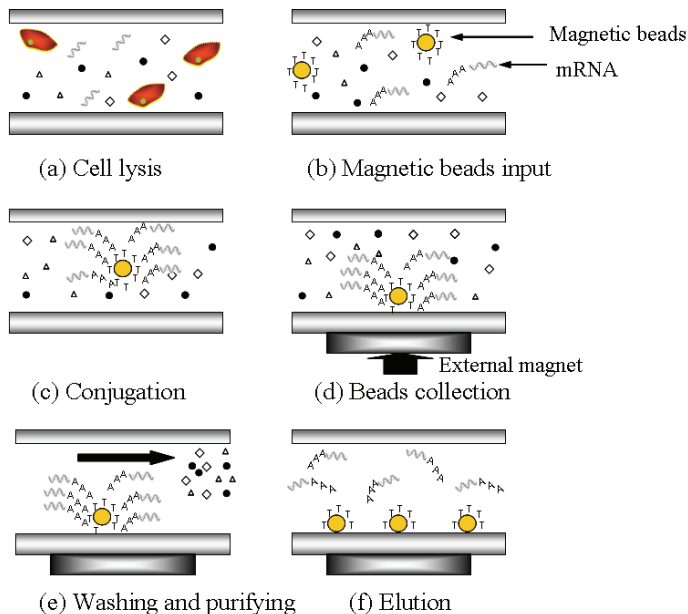 Magnetic beads
mRNA
(a) Cell lysis
(b) Magnetic beads input
External magnet
(c) Conjugation
(d) Beads collection
(e) Washing and purifying
(f) Elution